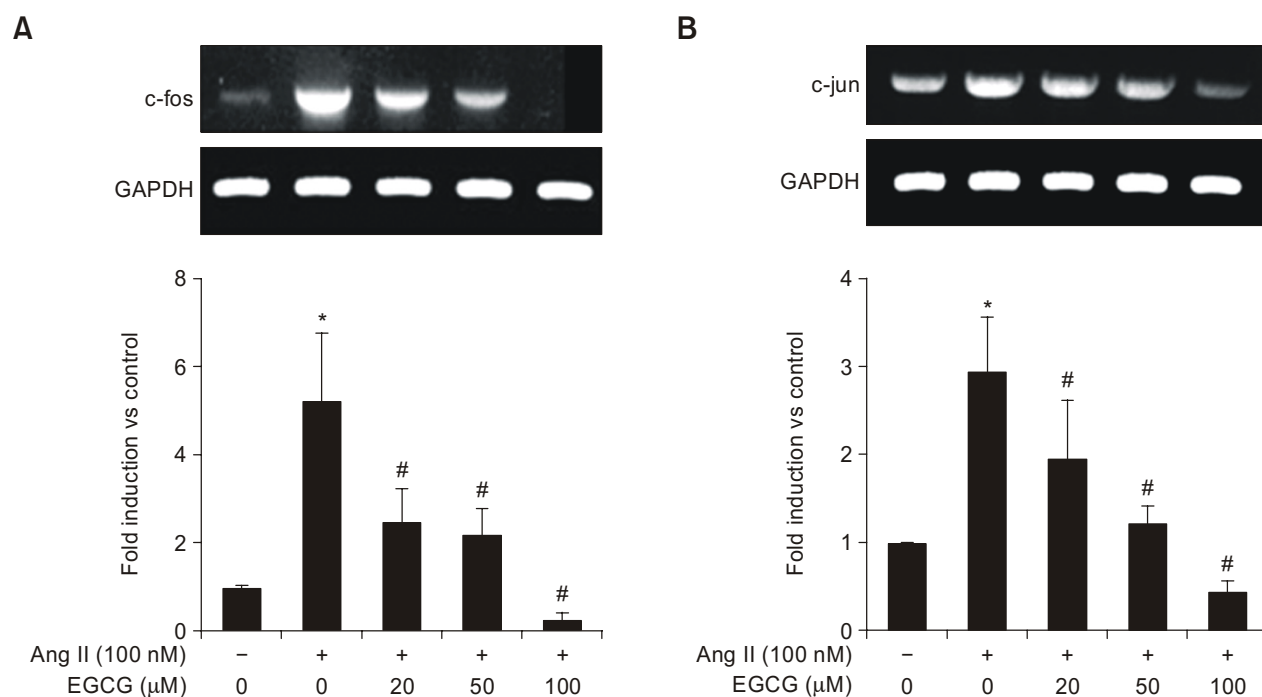 A
c-fos
GAPDH
8
6
4
2
0
Fold induction vs control
*
#
#
#
Ang II (100 nM) − + + + +
EGCG (μM) 0 0 20 50 100
B
c-jun
GAPDH
4
3
2
1
0
Fold induction vs control
*
#
#
#
Ang II (100 nM) − + + + +
EGCG (μM) 0 0 20 50 100